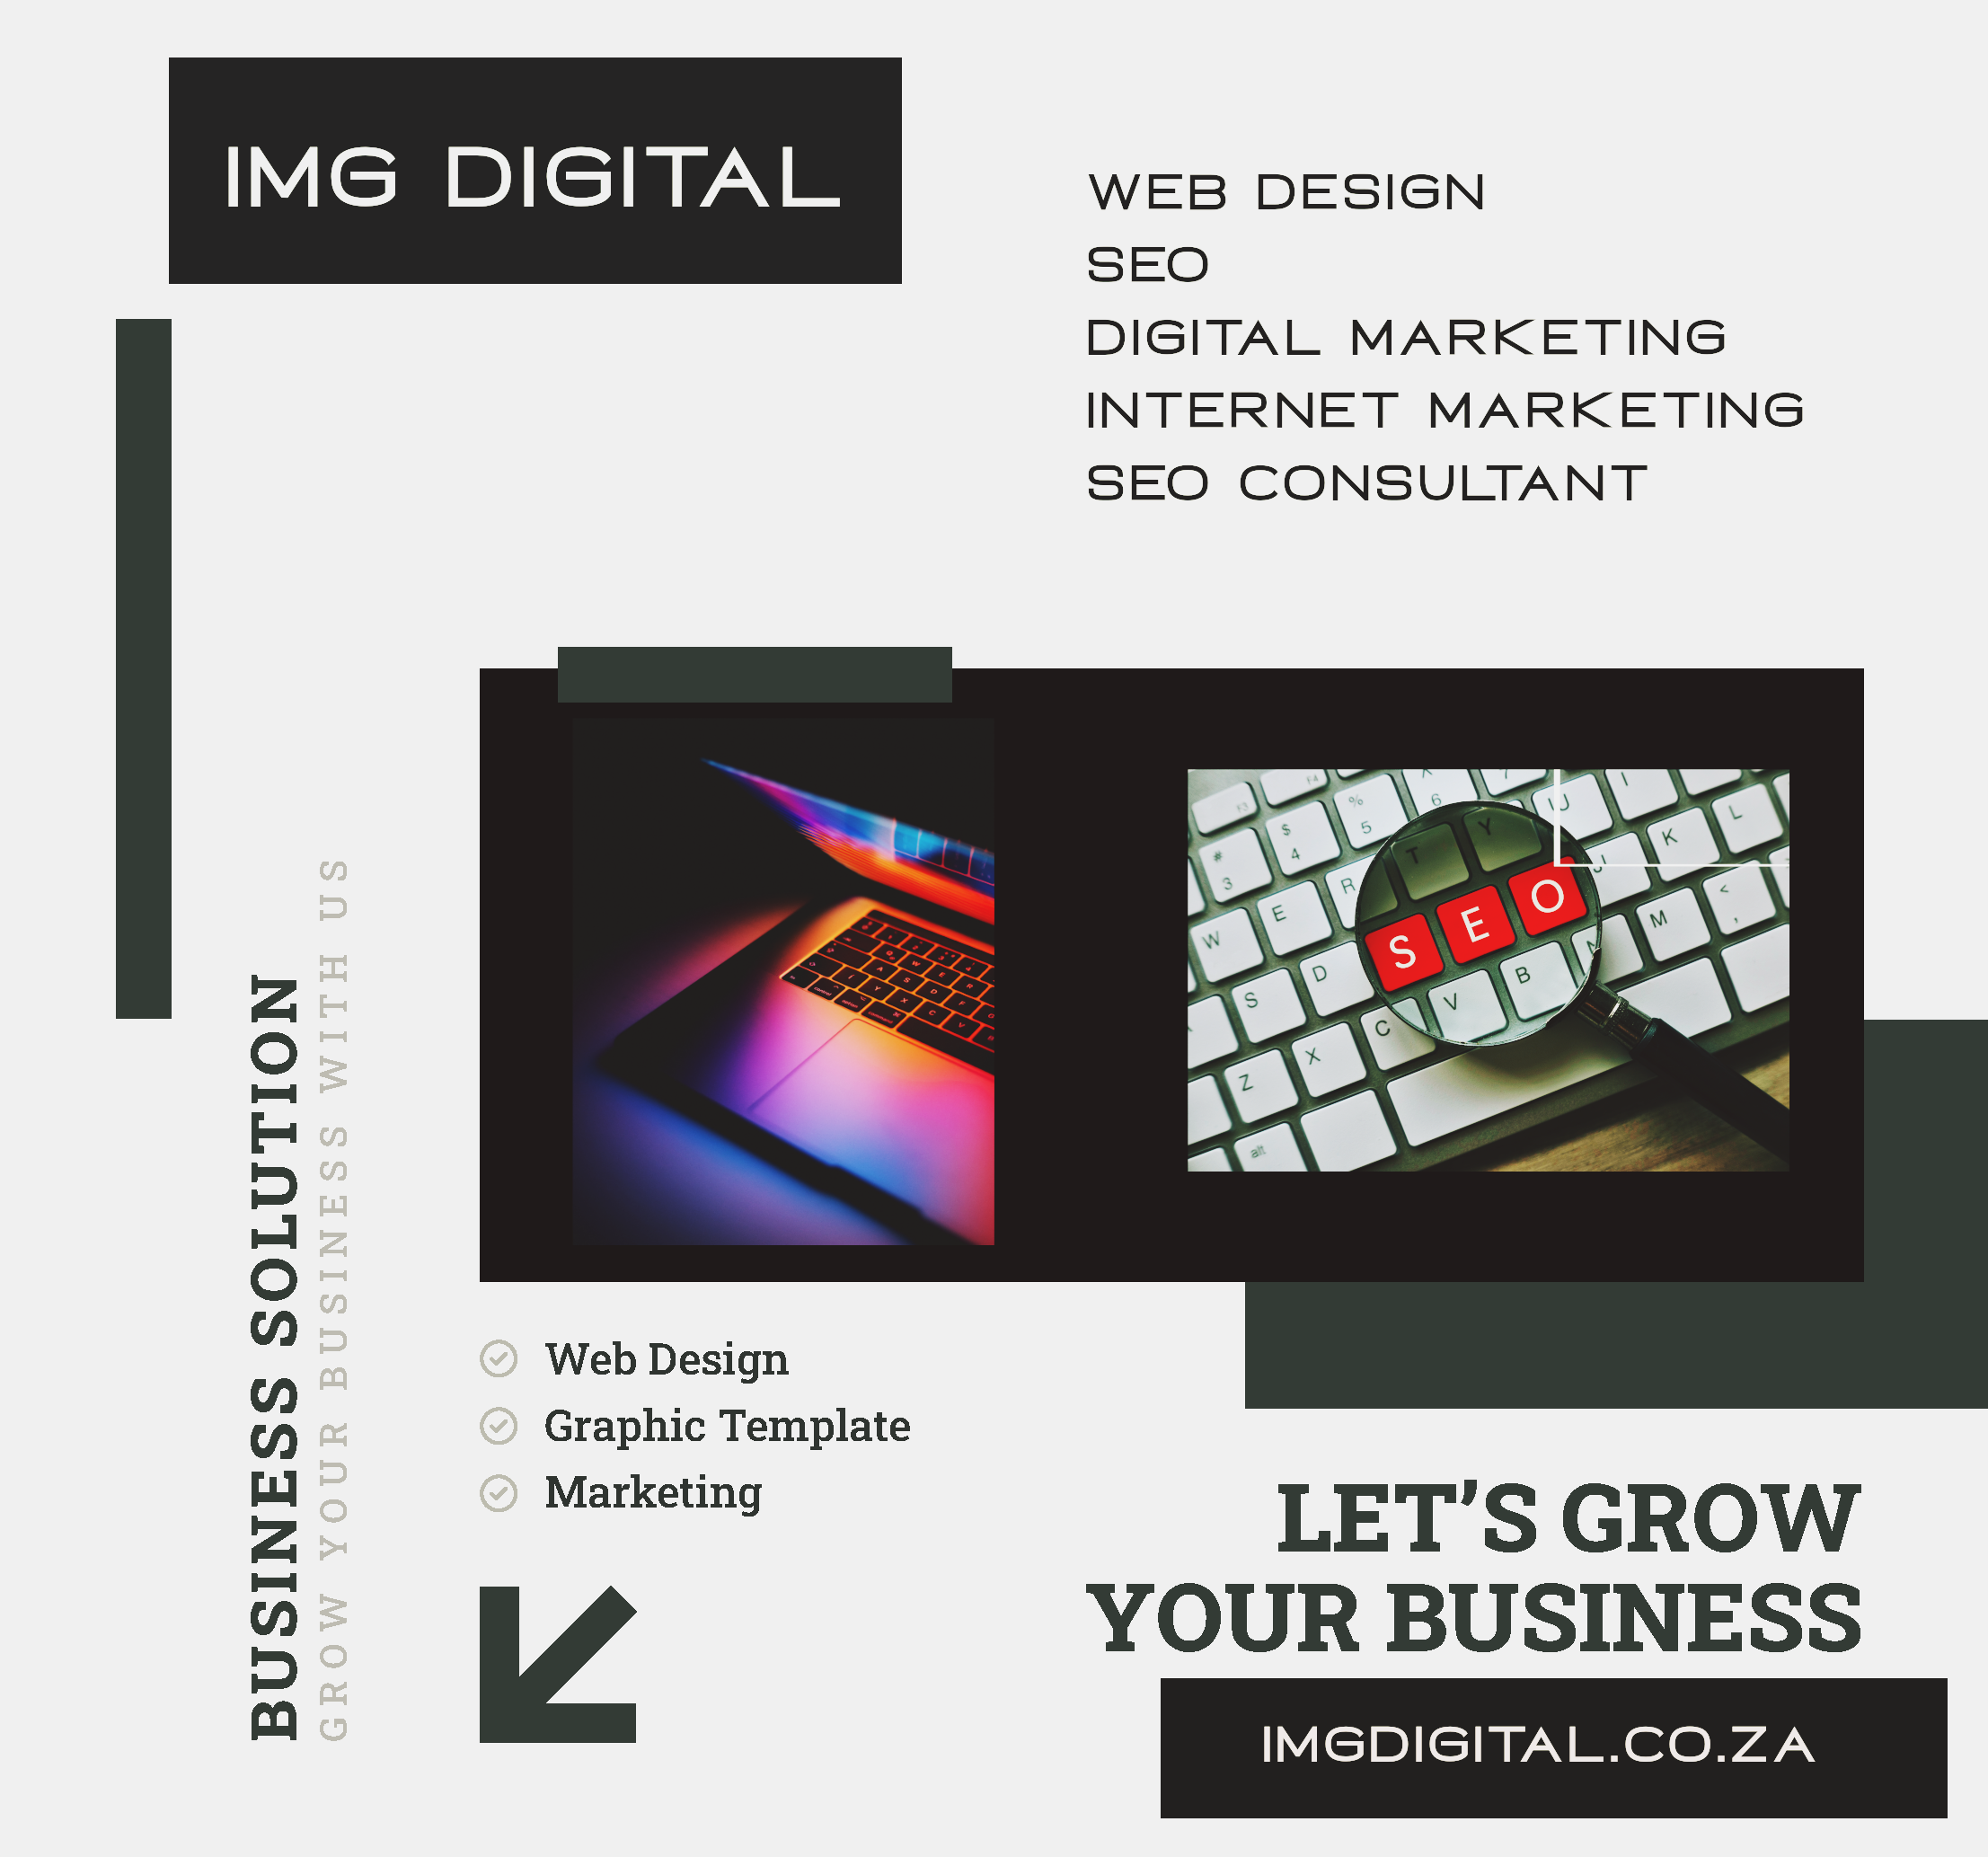 IMG DIGITAL
WEB DESIGN
SEO
DIGITAL MARKETING
INTERNET MARKETING
SEO CONSULTANT
BUSINESS SOLUTION
GROW YOUR BUSINESS WITH US
S E O
Web Design
Graphic Template
Marketing
LET’S GROW
YOUR BUSINESS
IMGDIGITAL.CO.ZA